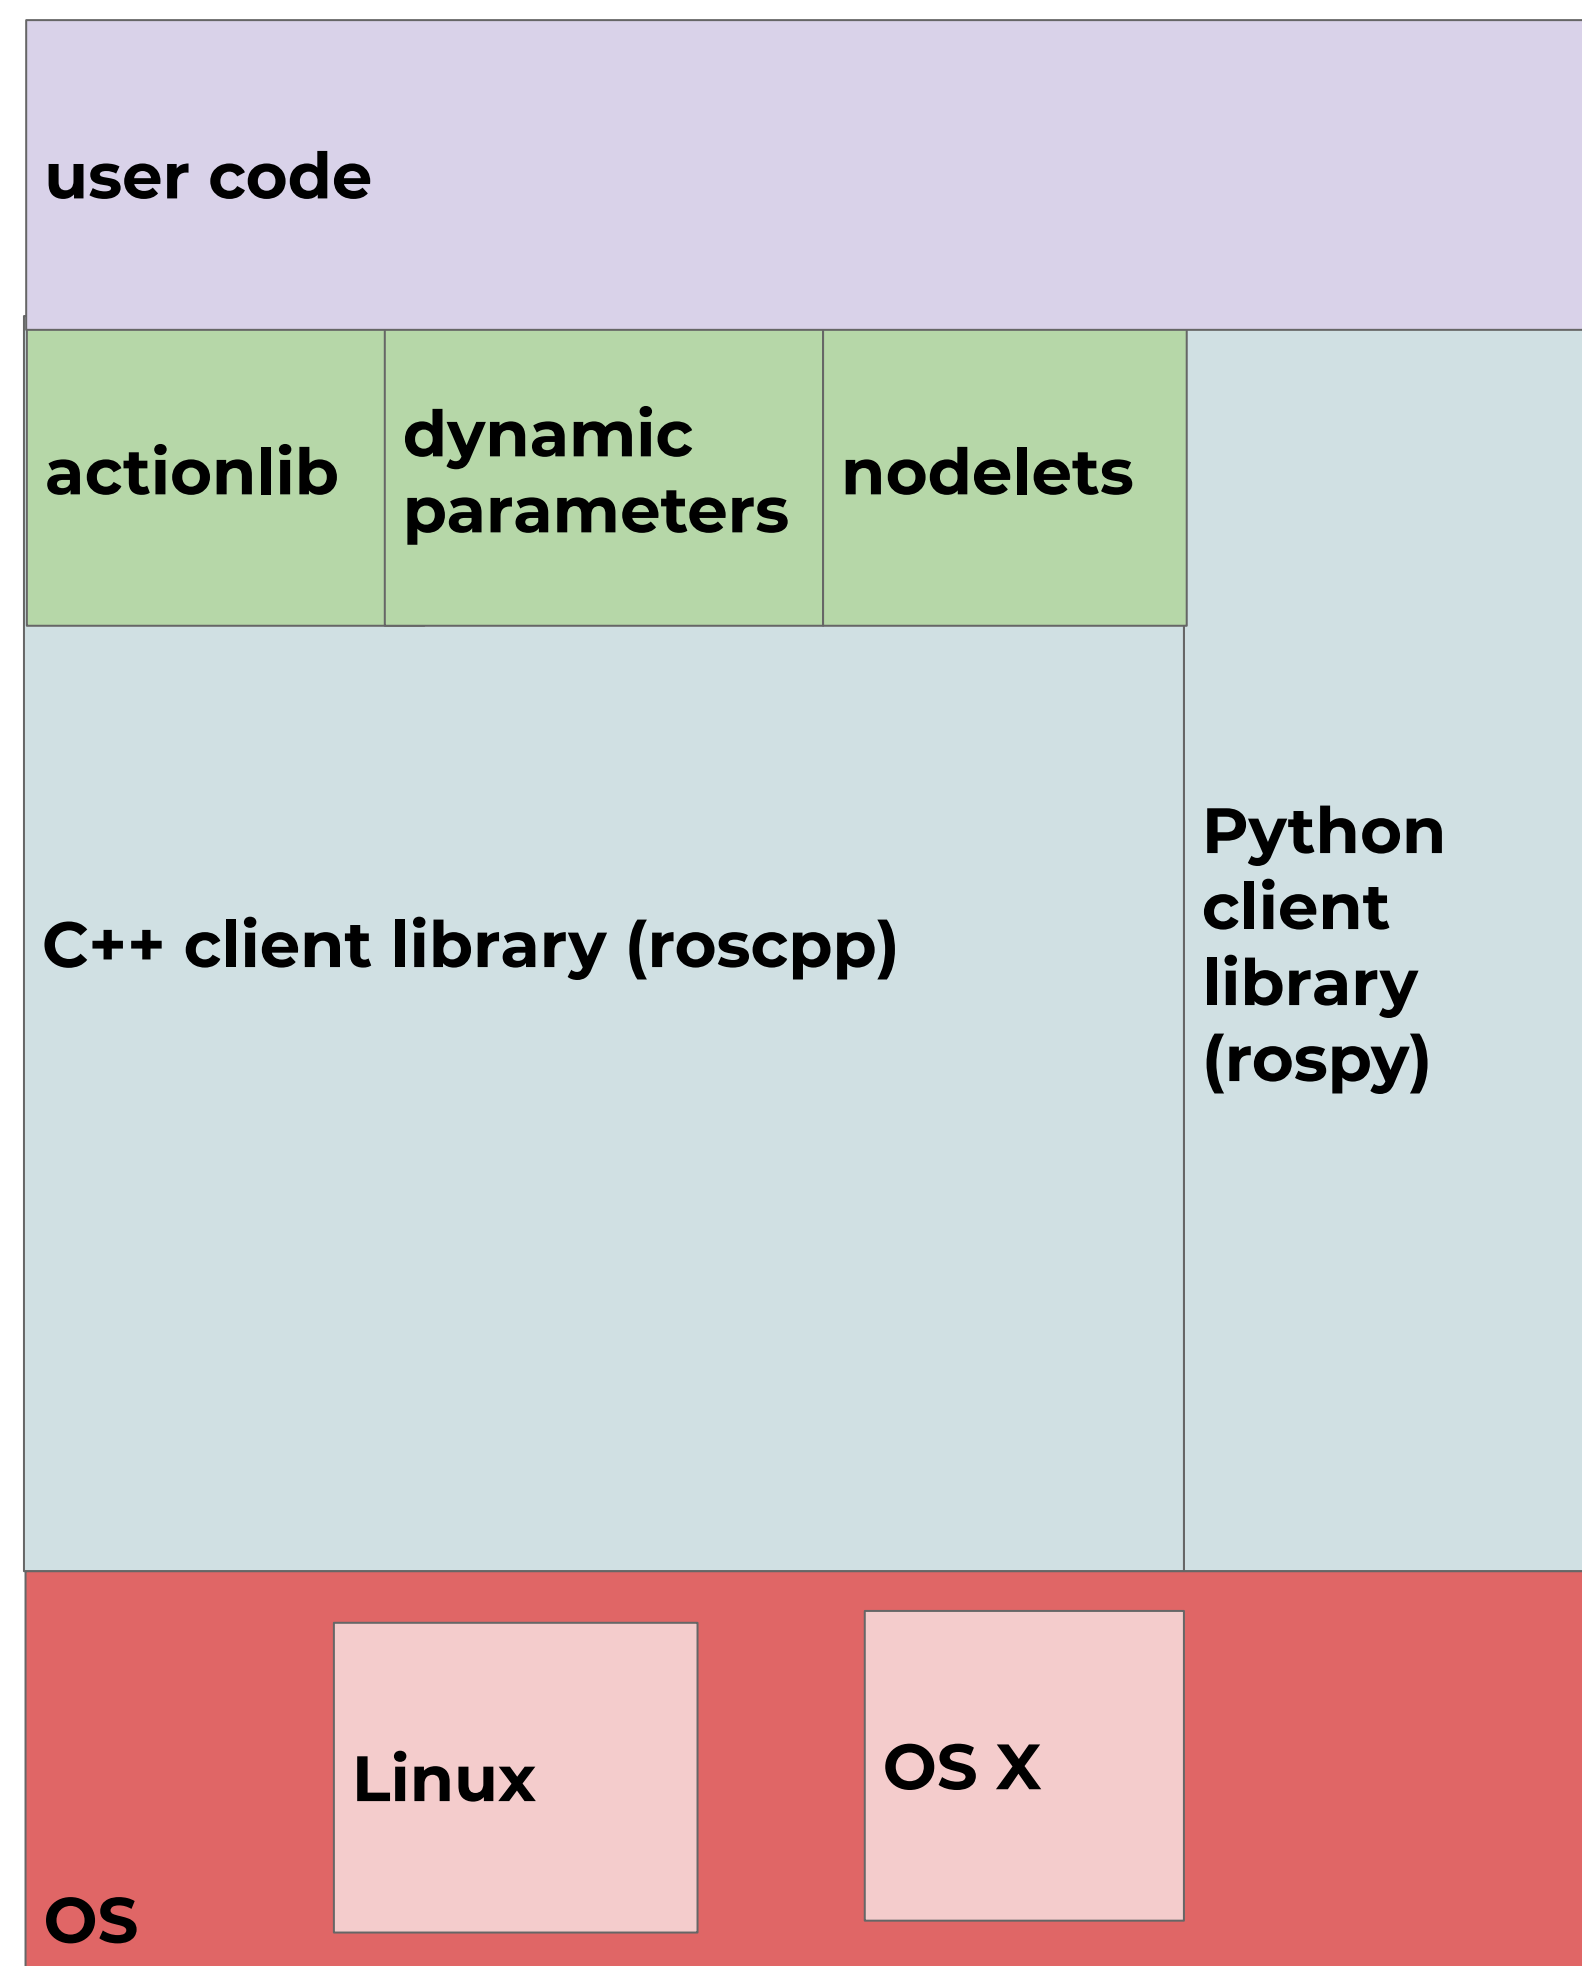 user code
actionlib
dynamic
parameters
nodelets
C++ client library (roscpp)
Python
client
library
(rospy)
Linux
OS X
OS